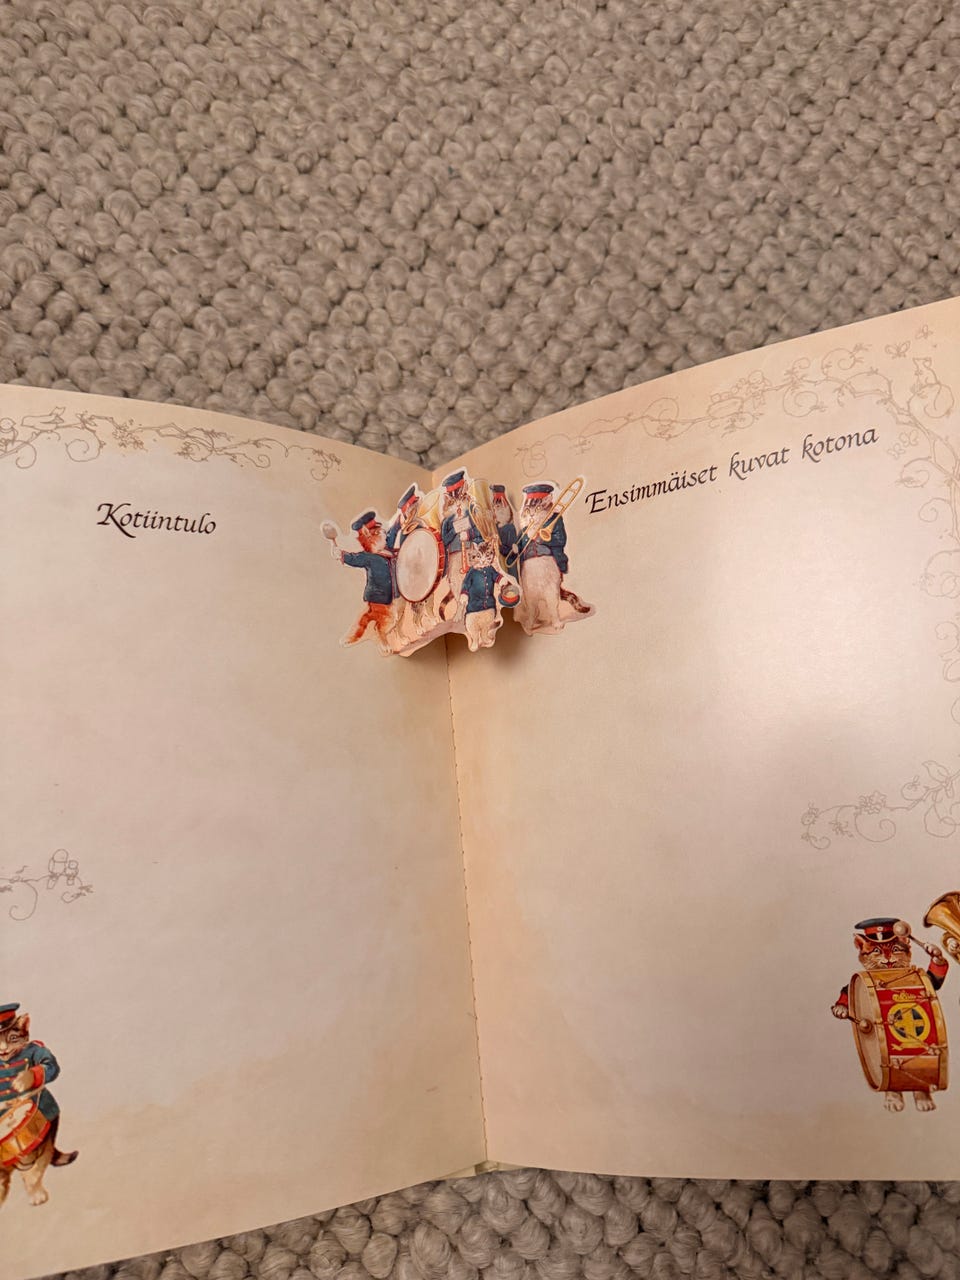 Kotiintulo
Ensimmäiset kuvat kotona